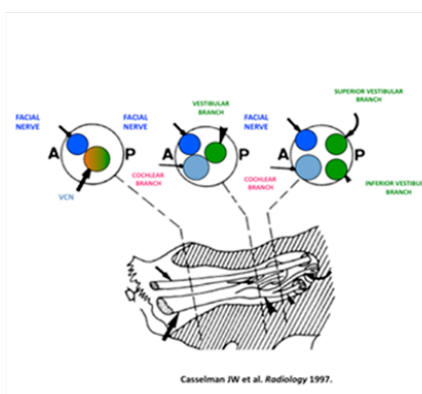 SUPERIOR VESTIBULAR
BRANCH
VESTIBULAR
BRANCH
FACIAL
NERVE
FACIAL
NERVE
FACIAL
NERVE
A
P
A
P
A
P
COCHLEAR
BRANCH
COCHLEAR
BRANCH
INFERIOR VESTIBUL
BRANCH
VCN
Casselman JW et al. Radiology 1997.